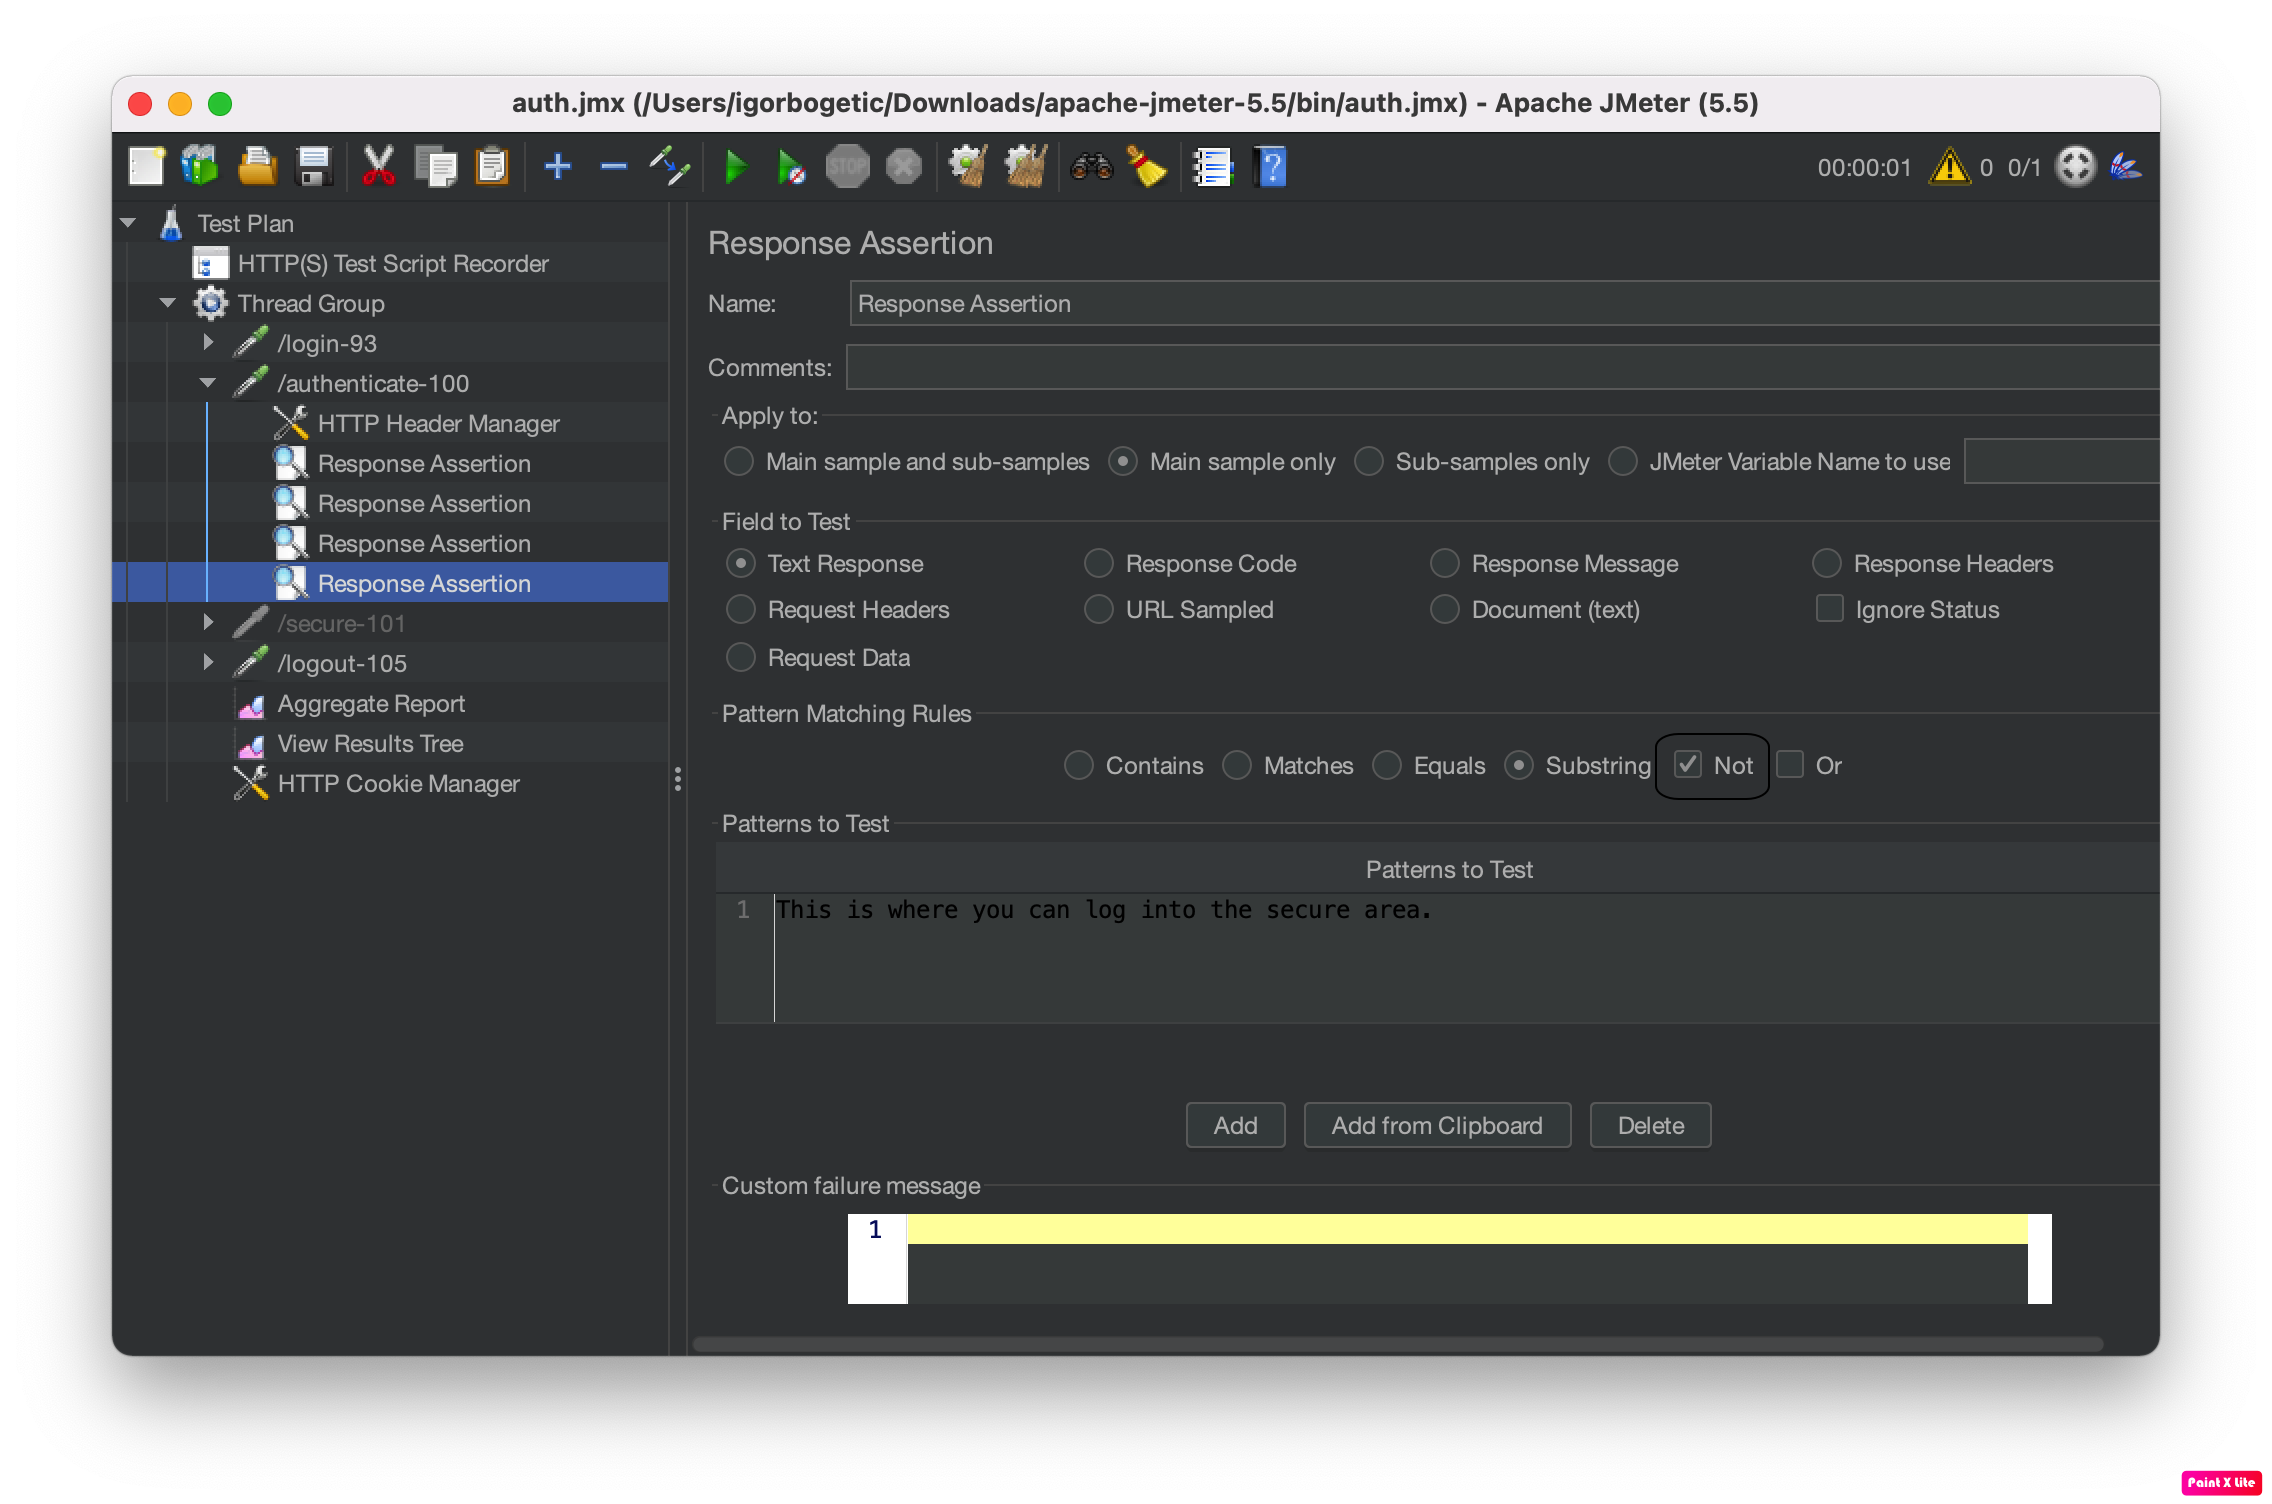 auth.jmx (/Users/igorbogetic/Downloads/apache-jmeter-5.5/bin/auth.jmx) - Apache JMeter (5.5)
STOP
?
00:00:01 0 0/1
Test Plan
HTTP(S) Test Script Recorder
Thread Group
/login-93
/authenticate-100
HTTP Header Manager
Response Assertion
Response Assertion
Response Assertion
Response Assertion
/secure-101
/logout-105
Aggregate Report
View Results Tree
HTTP Cookie Manager
Response Assertion
Name: Response Assertion
Comments:
Apply to:
Main sample and sub-samples Main sample only Sub-samples only JMeter Variable Name to use
Field to Test
Text Response Response Code Response Message Response Headers
Request Headers URL Sampled Document (text) Ignore Status
Request Data
Pattern Matching Rules
Contains Matches Equals Substring Not Or
Patterns to Test
Patterns to Test
1 This is where you can log into the secure area.
Add Add from Clipboard Delete
Custom failure message
1
Paint X Lite